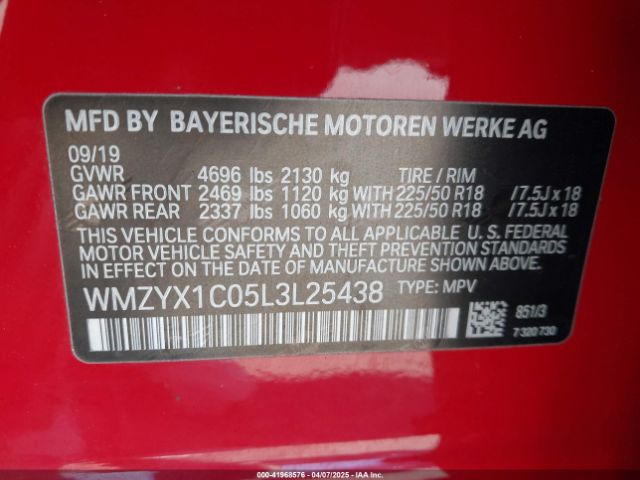 MFD BY BAYERISCHE MOTOREN WERKE AG
09/19
GVWR 4696 lbs 2130 kg TIRE / RIM
GAWR FRONT 2469 lbs 1120 kg WITH 225/50 R18 / 7.5J x 18
GAWR REAR 2337 lbs 1060 kg WITH 225/50 R18 / 7.5J x 18
THIS VEHICLE CONFORMS TO ALL APPLICABLE U. S. FEDERAL
MOTOR VEHICLE SAFETY AND THEFT PREVENTION STANDARDS
IN EFFECT ON THE DATE OF MANUFACTURE SHOWN ABOVE.
WMZYX1C05L3L25438 TYPE: MPV
851/3
7 320 730
000-41968576 | 04/07/2025 | IAA Inc.